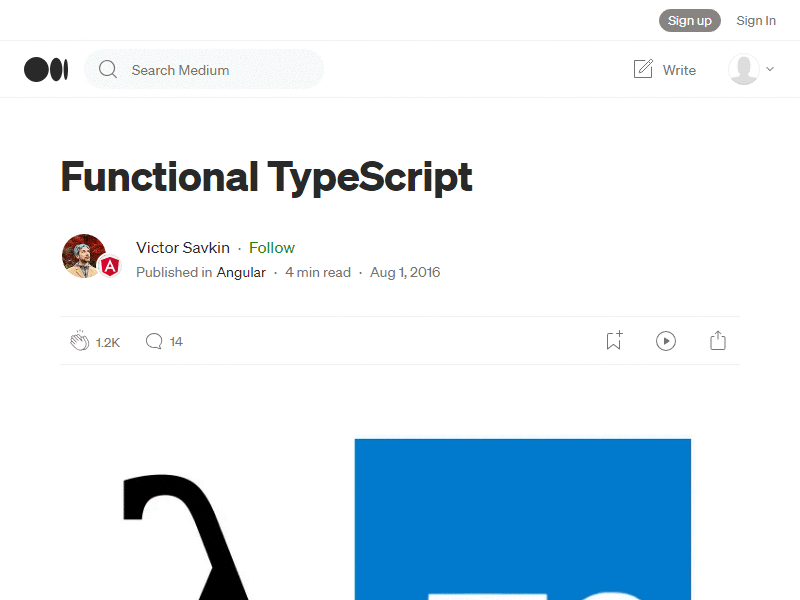 Sign up Sign In
Search Medium Write
Functional TypeScript
Victor Savkin · Follow
Published in Angular · 4 min read · Aug 1, 2016
1.2K 14
λ